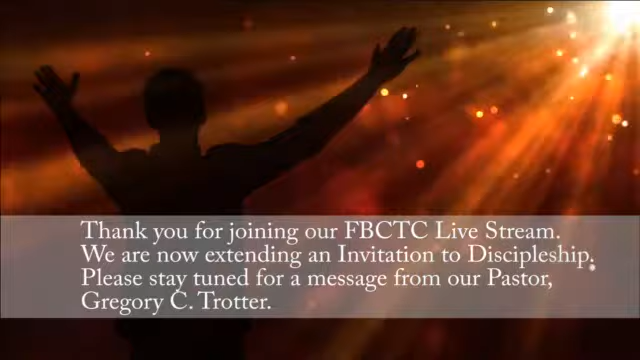 Thank you for joining our FBCTC Live Stream.
We are now extending an Invitation to Discipleship.
Please stay tuned for a message from our Pastor,
Gregory C. Trotter.